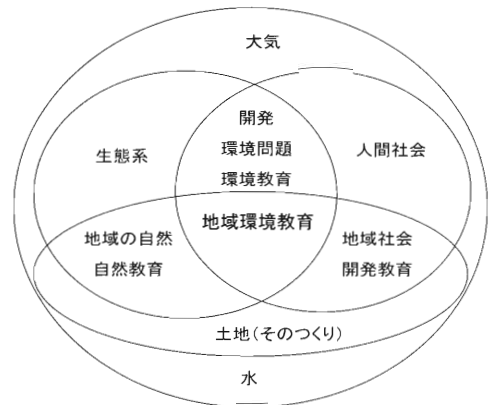 大気
開発
生態系
環境問題
人間社会
環境教育
地域環境教育
地域の自然
地域社会
自然教育
開発教育
土地(そのつくり)
水